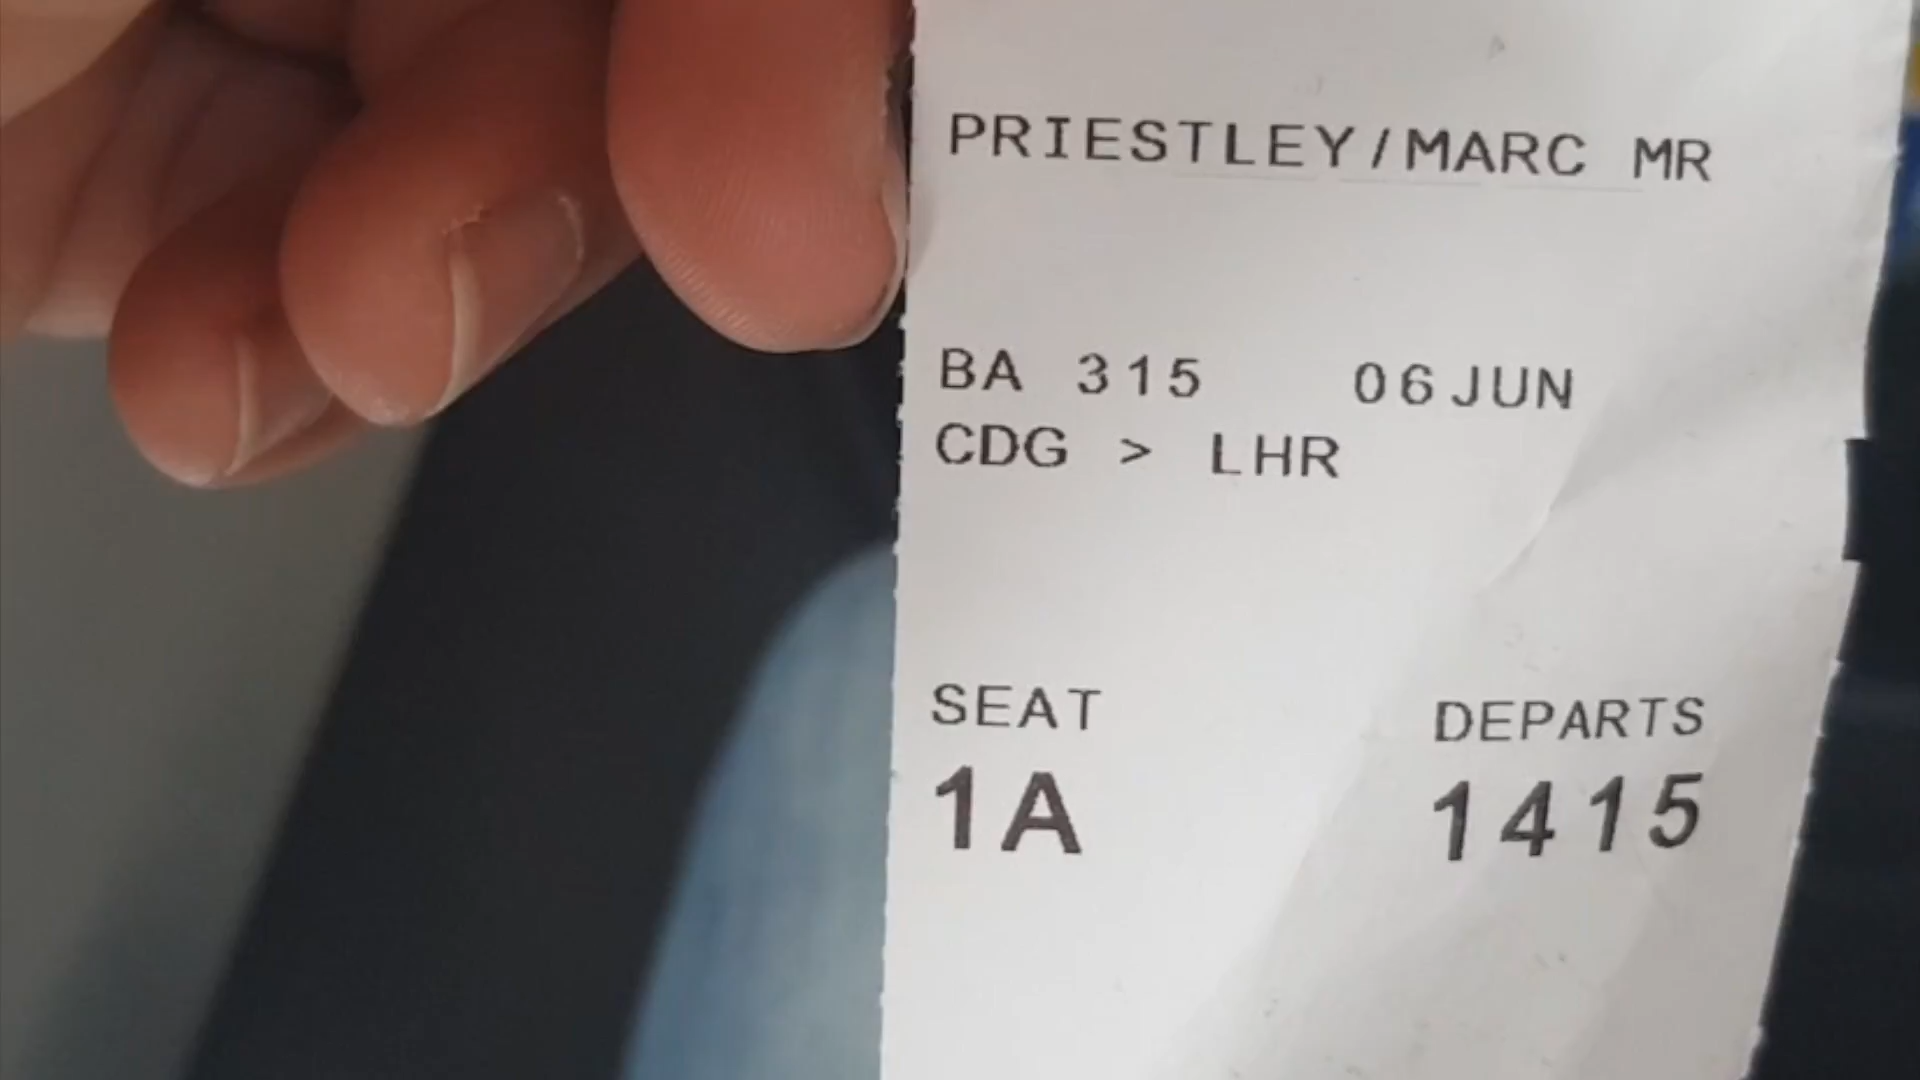 PRIESTLEY/MARC MR
BA 315 06JUN
CDG > LHR
SEAT DEPARTS
1A 1415